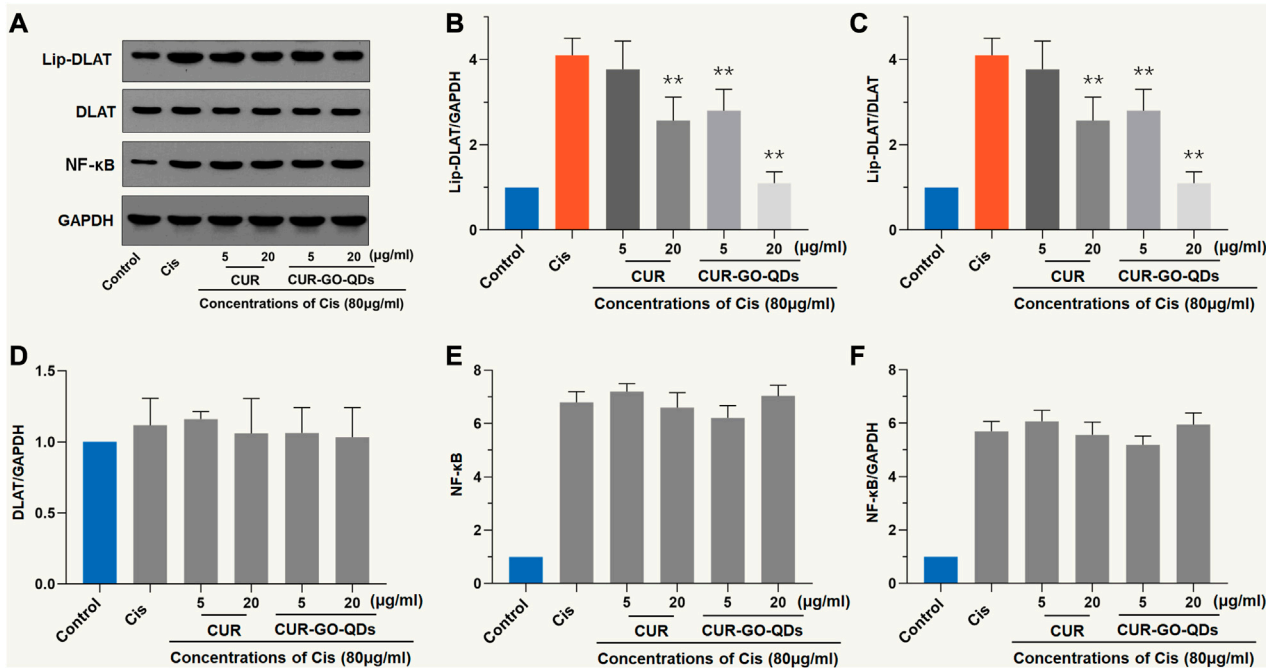 A
Lip-DLAT
DLAT
NF-κB
GAPDH
Control
Cis
5 20 5 20 (μg/ml)
CUR CUR-GO-QDs
Concentrations of Cis (80μg/ml)
B
Lip-DLAT/GAPDH
4
2
0
**
**
**
Control
Cis
5 20 5 20 (μg/ml)
CUR CUR-GO-QDs
Concentrations of Cis (80μg/ml)
C
Lip-DLAT/DLAT
4
2
0
**
**
**
Control
Cis
5 20 5 20 (μg/ml)
CUR CUR-GO-QDs
Concentrations of Cis (80μg/ml)
D
DLAT/GAPDH
1.5
1.0
0.5
0.0
Control
Cis
5 20 5 20 (μg/ml)
CUR CUR-GO-QDs
Concentrations of Cis (80μg/ml)
E
NF-κB
8
6
4
2
0
Control
Cis
5 20 5 20 (μg/ml)
CUR CUR-GO-QDs
Concentrations of Cis (80μg/ml)
F
NF-κB/GAPDH
8
6
4
2
0
Control
Cis
5 20 5 20 (μg/ml)
CUR CUR-GO-QDs
Concentrations of Cis (80μg/ml)